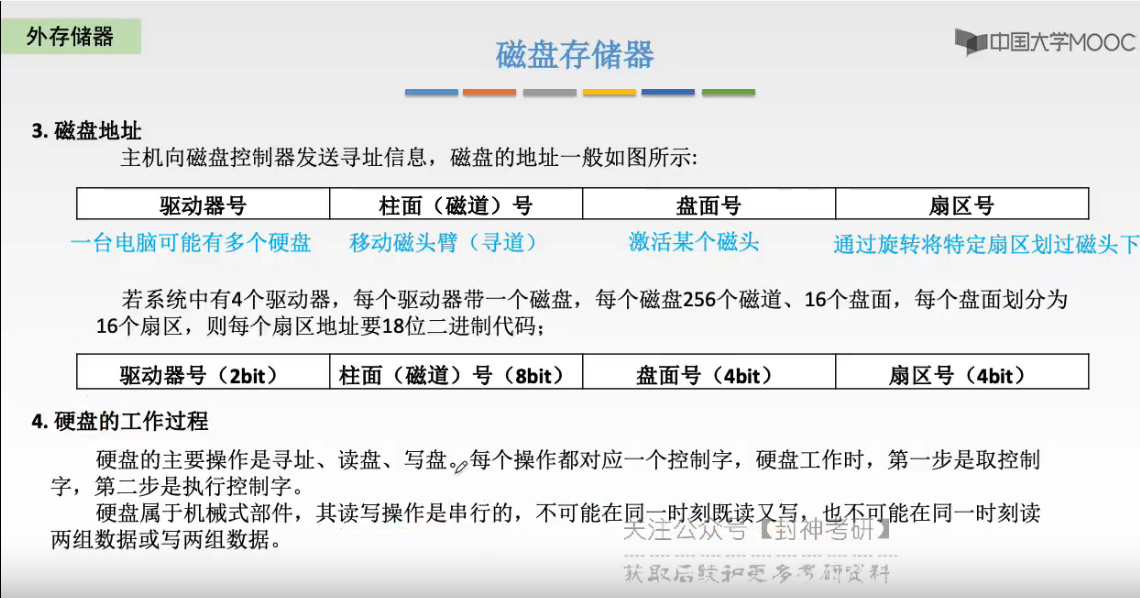 外存储器
磁盘存储器
中国大学MOOC
3. 磁盘地址
主机向磁盘控制器发送寻址信息，磁盘的地址一般如图所示:
驱动器号 柱面（磁道）号 盘面号 扇区号
一台电脑可能有多个硬盘 移动磁头臂（寻道） 激活某个磁头 通过旋转将特定扇区划过磁头下
若系统中有4个驱动器，每个驱动器带一个磁盘，每个磁盘256个磁道、16个盘面，每个盘面划分为
16个扇区，则每个扇区地址要18位二进制代码；
驱动器号（2bit） 柱面（磁道）号（8bit） 盘面号（4bit） 扇区号（4bit）
4. 硬盘的工作过程
硬盘的主要操作是寻址、读盘、写盘。每个操作都对应一个控制字，硬盘工作时，第一步是取控制
字，第二步是执行控制字。
硬盘属于机械式部件，其读写操作是串行的，不可能在同一时刻既读又写，也不可能在同一时刻读
两组数据或写两组数据。
关注公众号【封神考研】
获取后续和更多考研资料